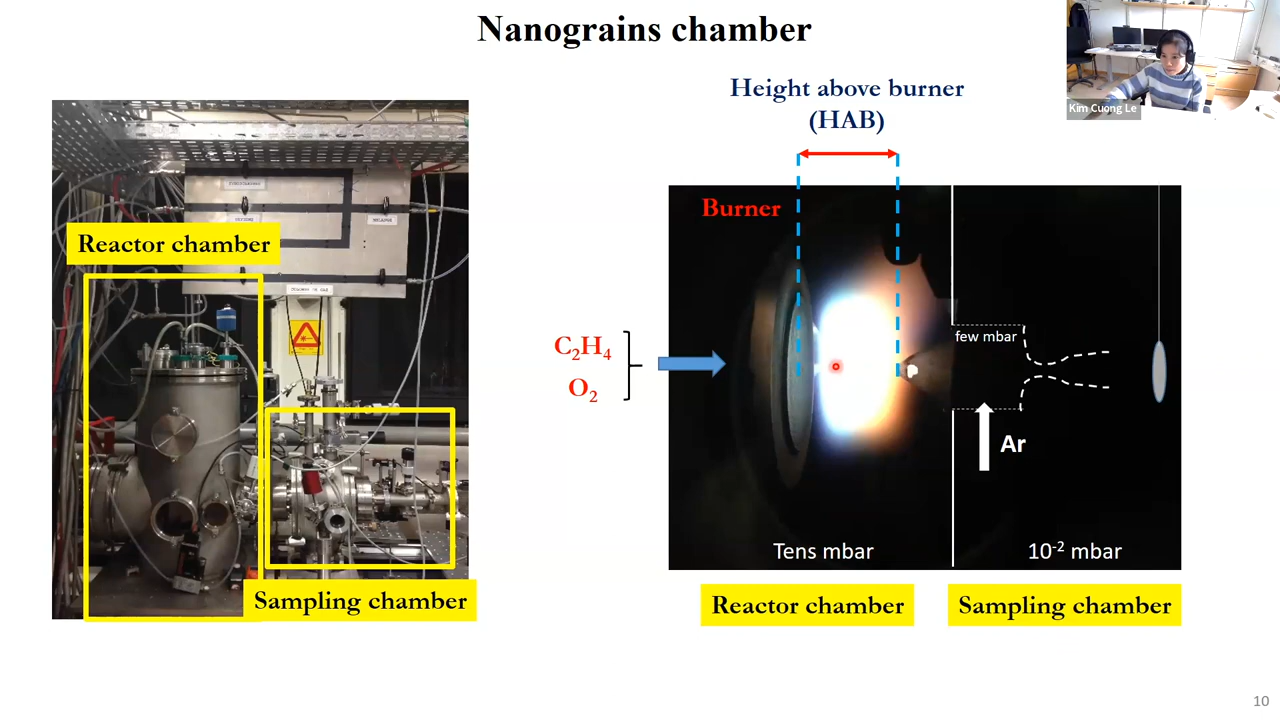 Nanograins chamber
Kim Cuong Le
Height above burner
(HAB)
Reactor chamber
Burner
C₂H₄
O₂
few mbar
Ar
Tens mbar
10⁻² mbar
Sampling chamber
Reactor chamber
Sampling chamber
10